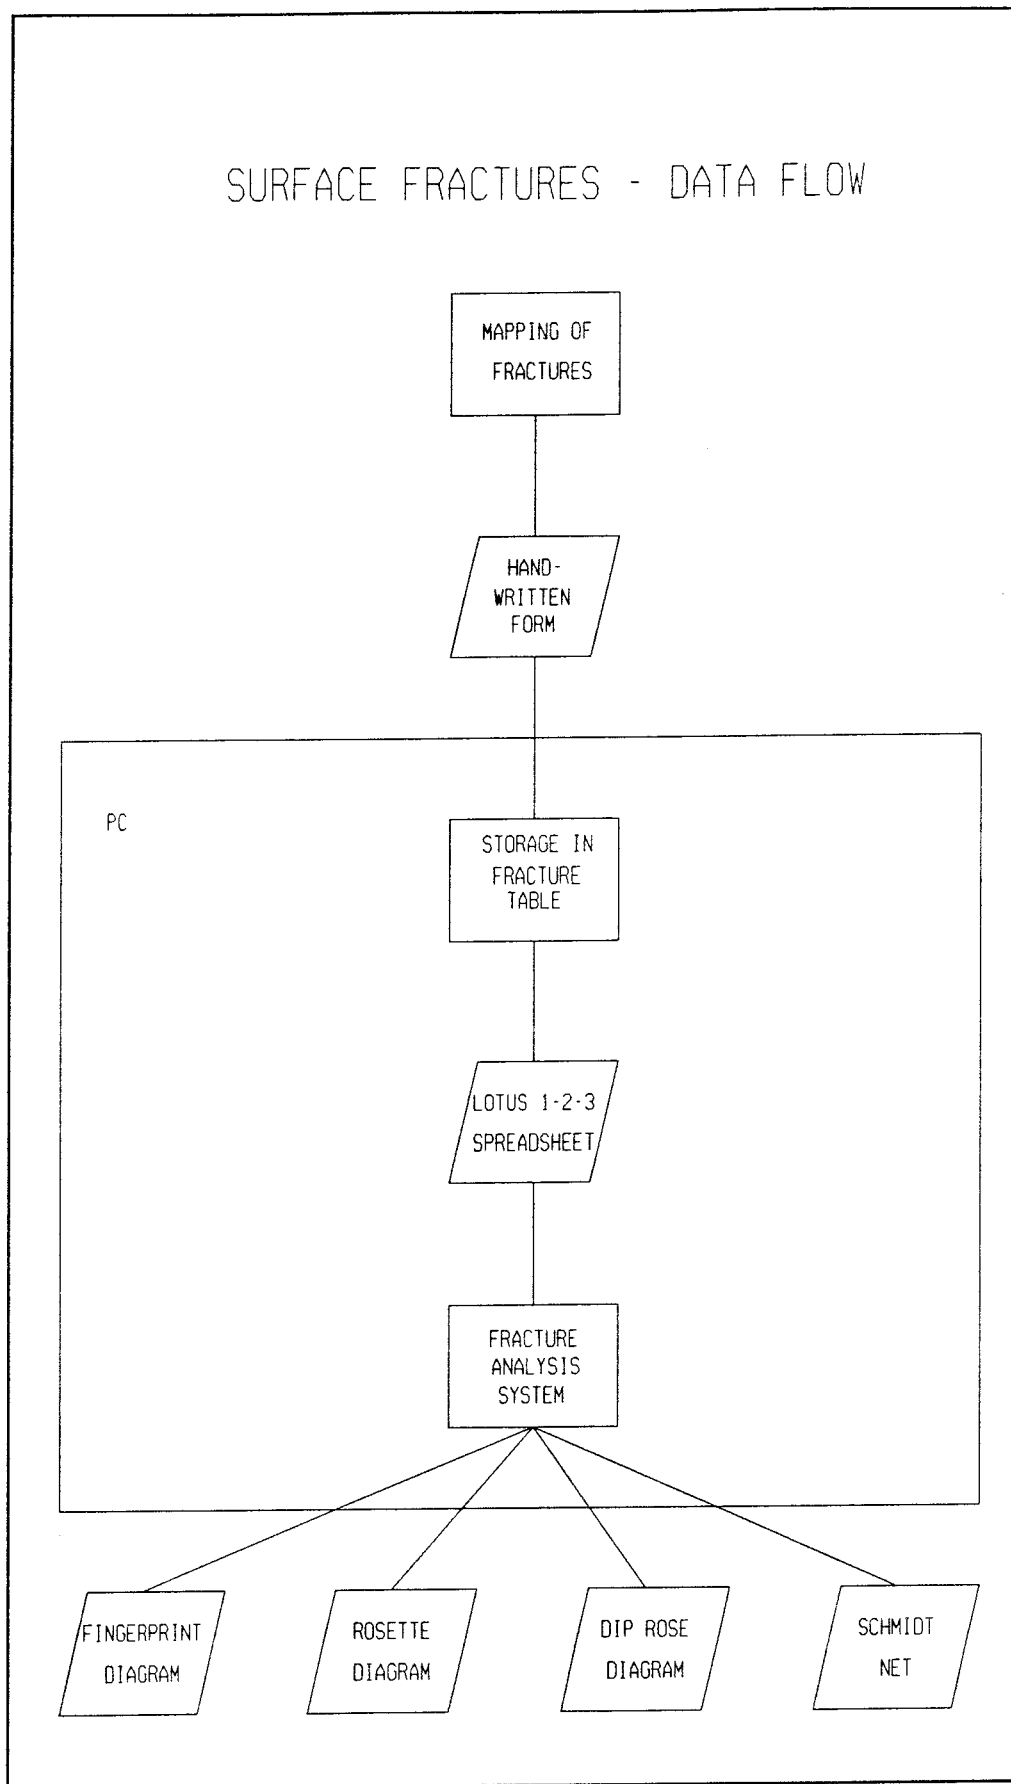 SURFACE FRACTURES - DATA FLOW
MAPPING OF
FRACTURES
HAND-
WRITTEN
FORM
PC
STORAGE IN
FRACTURE
TABLE
LOTUS 1-2-3
SPREADSHEET
FRACTURE
ANALYSIS
SYSTEM
FINGERPRINT
DIAGRAM
ROSETTE
DIAGRAM
DIP ROSE
DIAGRAM
SCHMIDT
NET